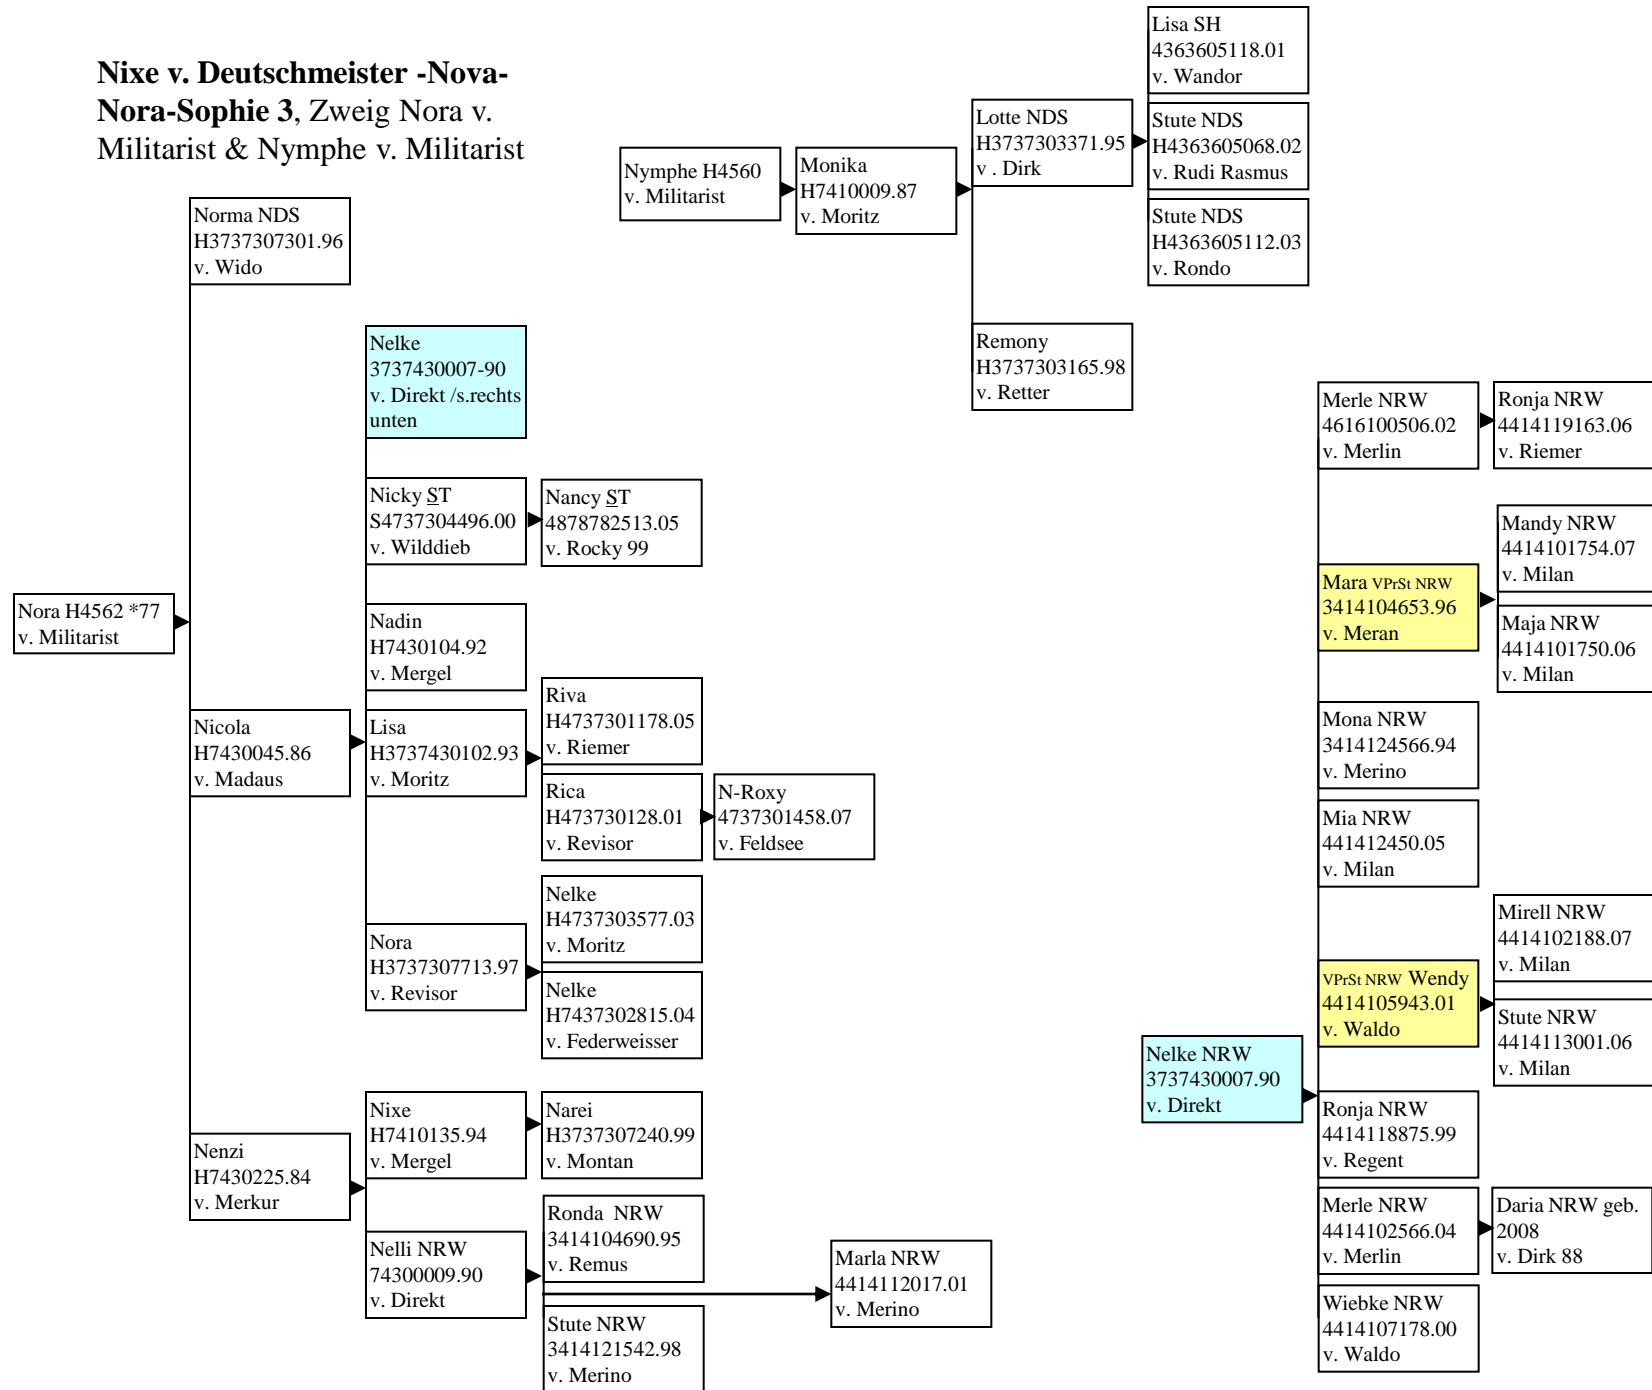 Nixe v. Deutschmeister -Nova-
Nora-Sophie 3, Zweig Nora v.
Militarist & Nymphe v. Militarist
Nymphe H4560
v. Militarist
Monika
H7410009.87
v. Moritz
Lotte NDS
H3737303371.95
v . Dirk
Lisa SH
4363605118.01
v. Wandor
Stute NDS
H4363605068.02
v. Rudi Rasmus
Stute NDS
H4363605112.03
v. Rondo
Remony
H3737303165.98
v. Retter
Nora H4562 *77
v. Militarist
Norma NDS
H3737307301.96
v. Wido
Nicola
H7430045.86
v. Madaus
Nenzi
H7430225.84
v. Merkur
Nelke
3737430007-90
v. Direkt /s.rechts
unten
Nicky ST
S4737304496.00
v. Wilddieb
Nancy ST
4878782513.05
v. Rocky 99
Nadin
H7430104.92
v. Mergel
Lisa
H3737430102.93
v. Moritz
Riva
H4737301178.05
v. Riemer
Rica
H473730128.01
v. Revisor
N-Roxy
4737301458.07
v. Feldsee
Nora
H3737307713.97
v. Revisor
Nelke
H4737303577.03
v. Moritz
Nelke
H7437302815.04
v. Federweisser
Nixe
H7410135.94
v. Mergel
Narei
H3737307240.99
v. Montan
Nelli NRW
74300009.90
v. Direkt
Ronda  NRW
3414104690.95
v. Remus
Stute NRW
3414121542.98
v. Merino
Marla NRW
4414112017.01
v. Merino
Nelke NRW
3737430007.90
v. Direkt
Merle NRW
4616100506.02
v. Merlin
Ronja NRW
4414119163.06
v. Riemer
Mara VPrSt NRW
3414104653.96
v. Meran
Mandy NRW
4414101754.07
v. Milan
Maja NRW
4414101750.06
v. Milan
Mona NRW
3414124566.94
v. Merino
Mia NRW
441412450.05
v. Milan
VPrSt NRW Wendy
4414105943.01
v. Waldo
Mirell NRW
4414102188.07
v. Milan
Stute NRW
4414113001.06
v. Milan
Ronja NRW
4414118875.99
v. Regent
Merle NRW
4414102566.04
v. Merlin
Daria NRW geb.
2008
v. Dirk 88
Wiebke NRW
4414107178.00
v. Waldo